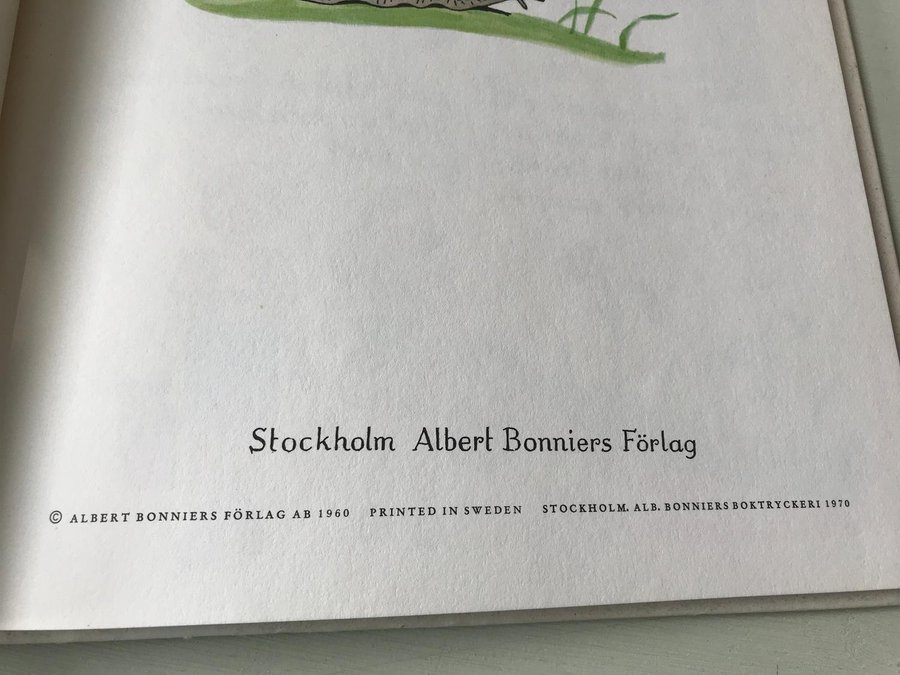 Stockholm Albert Bonniers Förlag
© ALBERT BONNIERS FÖRLAG AB 1960 PRINTED IN SWEDEN STOCKHOLM. ALB. BONNIERS BOKTRYCKERI 1970